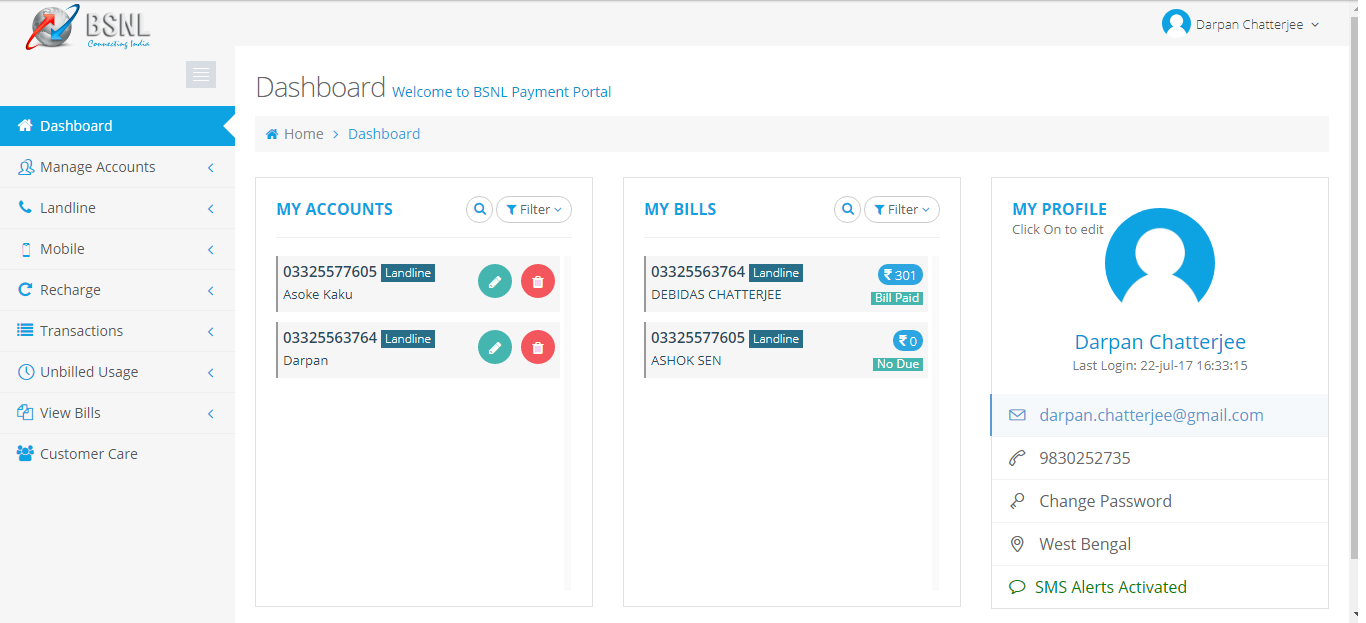 BSNL
Connecting India
Darpan Chatterjee
Dashboard Welcome to BSNL Payment Portal
Home > Dashboard
Dashboard
Manage Accounts
Landline
Mobile
Recharge
Transactions
Unbilled Usage
View Bills
Customer Care
MY ACCOUNTS
Filter
03325577605 Landline
Asoke Kaku
03325563764 Landline
Darpan
MY BILLS
Filter
03325563764 Landline ₹ 301
DEBIDAS CHATTERJEE Bill Paid
03325577605 Landline ₹ 0
ASHOK SEN No Due
MY PROFILE
Click On to edit
Darpan Chatterjee
Last Login: 22-jul-17 16:33:15
darpan.chatterjee@gmail.com
9830252735
Change Password
West Bengal
SMS Alerts Activated